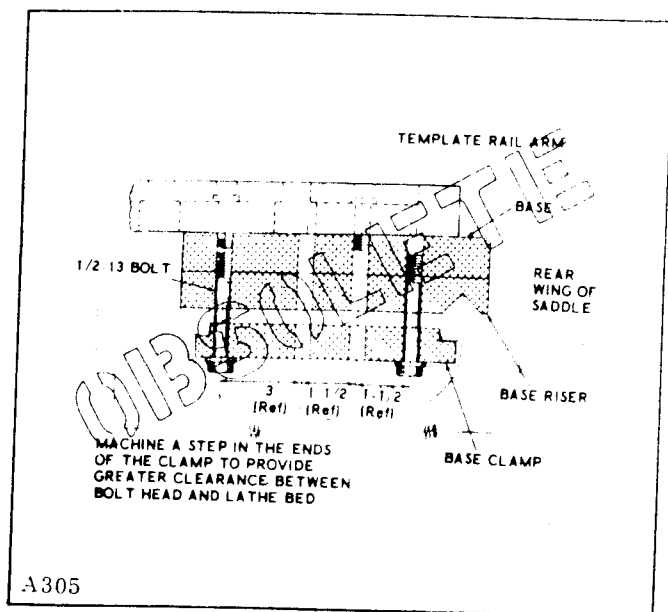 TEMPLATE RAIL ARM
BASE
1/2-13 BOLT
REAR
WING OF
SADDLE
OBSOLETE
3 1 1/2 1-1/2
(Ref) (Ref) (Ref)
BASE RISER
MACHINE A STEP IN THE ENDS
OF THE CLAMP TO PROVIDE
GREATER CLEARANCE BETWEEN
BOLT HEAD AND LATHE BED
BASE CLAMP
A305